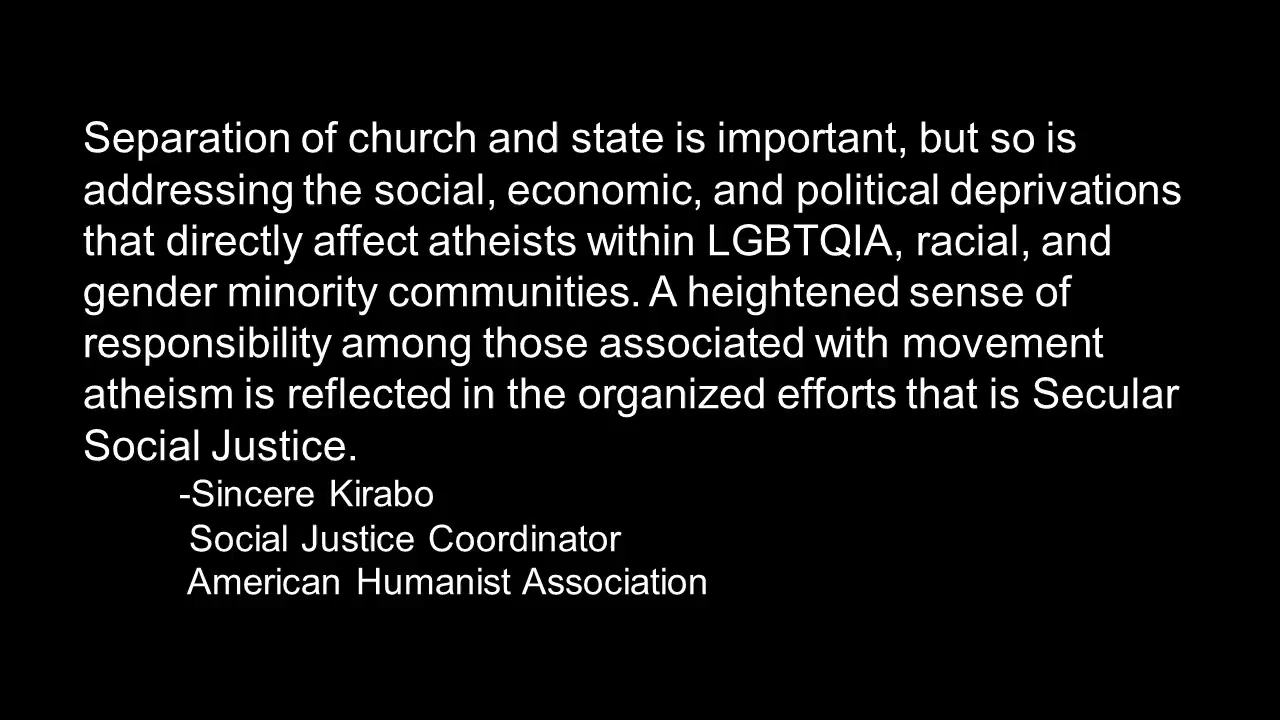 Separation of church and state is important, but so is
addressing the social, economic, and political deprivations
that directly affect atheists within LGBTQIA, racial, and
gender minority communities. A heightened sense of
responsibility among those associated with movement
atheism is reflected in the organized efforts that is Secular
Social Justice.
-Sincere Kirabo
Social Justice Coordinator
American Humanist Association